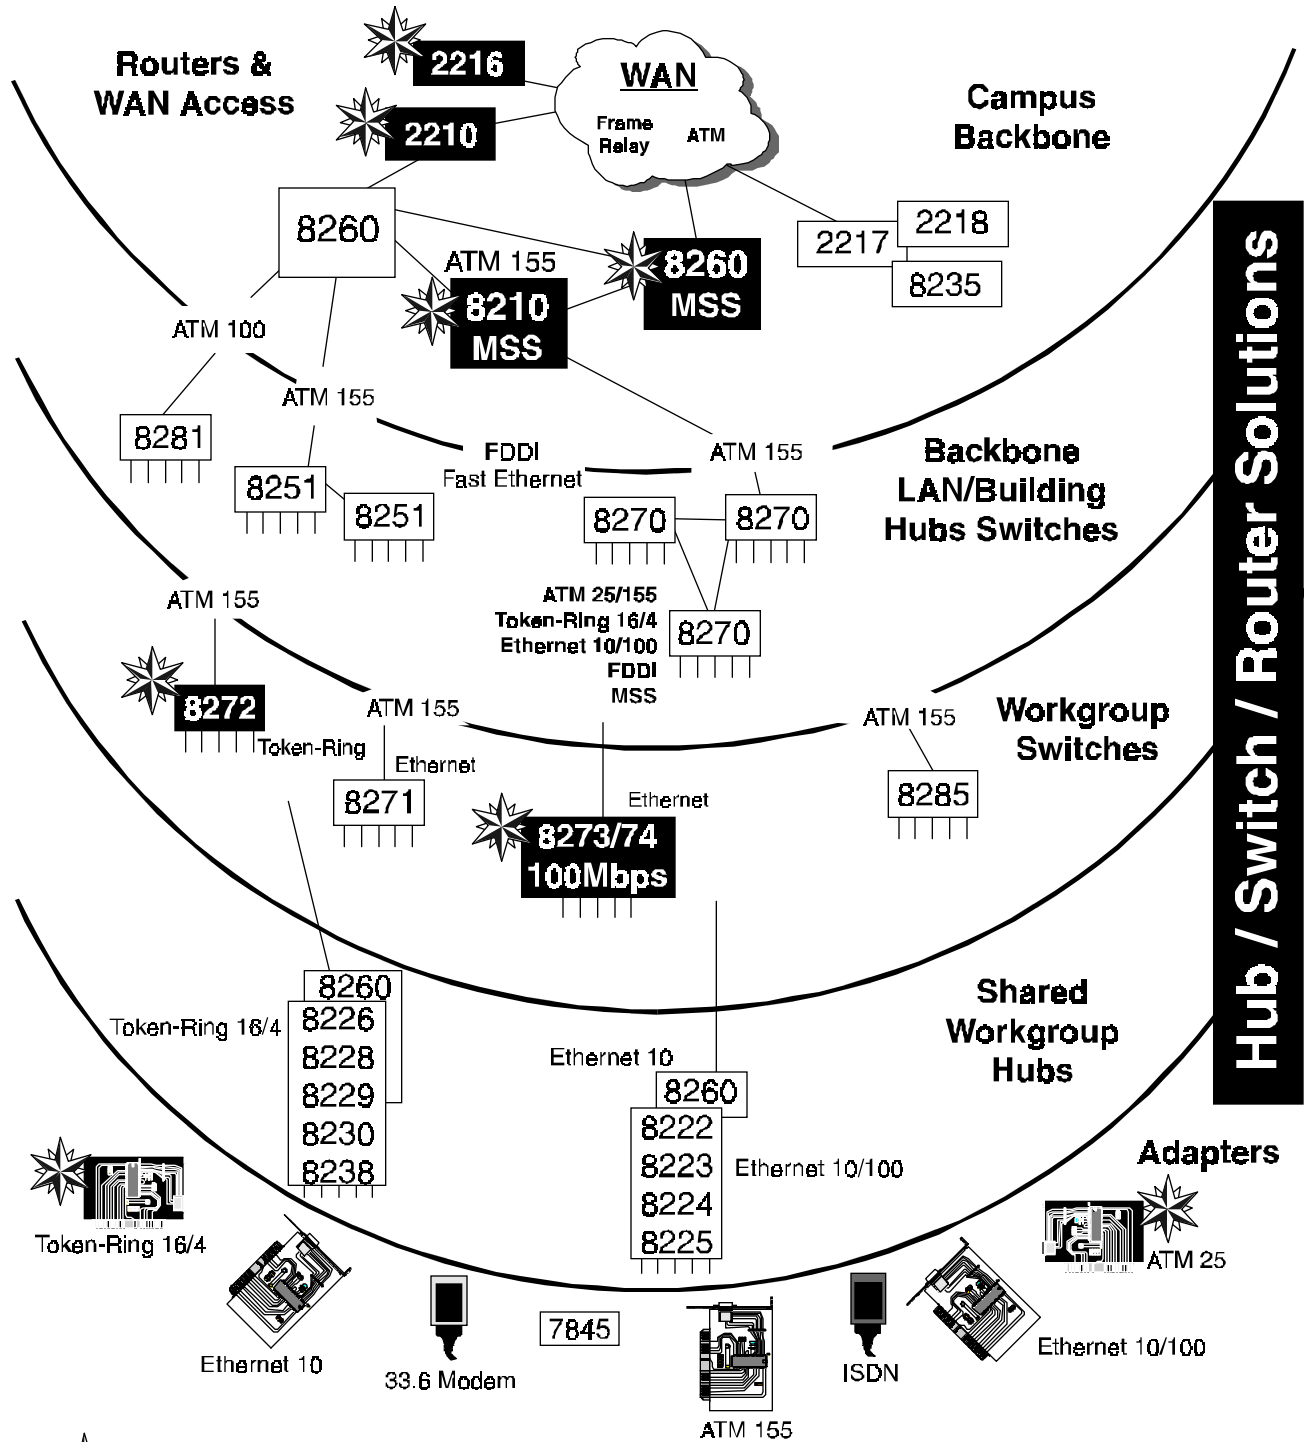 Routers &
WAN Access
2216
2210
WAN
Frame
Relay
ATM
Campus
Backbone
8260
ATM 155
8210
MSS
8260
MSS
2217
2218
8235
ATM 100
ATM 155
8281
8251
8251
FDDI
Fast Ethernet
ATM 155
8270
8270
Backbone
LAN/Building
Hubs Switches
ATM 25/155
Token-Ring 16/4
Ethernet 10/100
FDDI
MSS
8270
ATM 155
8272
Token-Ring
ATM 155
Ethernet
8271
Ethernet
8273/74
100Mbps
ATM 155
8285
Workgroup
Switches
Token-Ring 16/4
8260
8226
8228
8229
8230
8238
Ethernet 10
8260
8222
8223
8224
8225
Ethernet 10/100
Shared
Workgroup
Hubs
Hub / Switch / Router Solutions
Adapters
Token-Ring 16/4
Ethernet 10
33.6 Modem
7845
ATM 155
ISDN
Ethernet 10/100
ATM 25